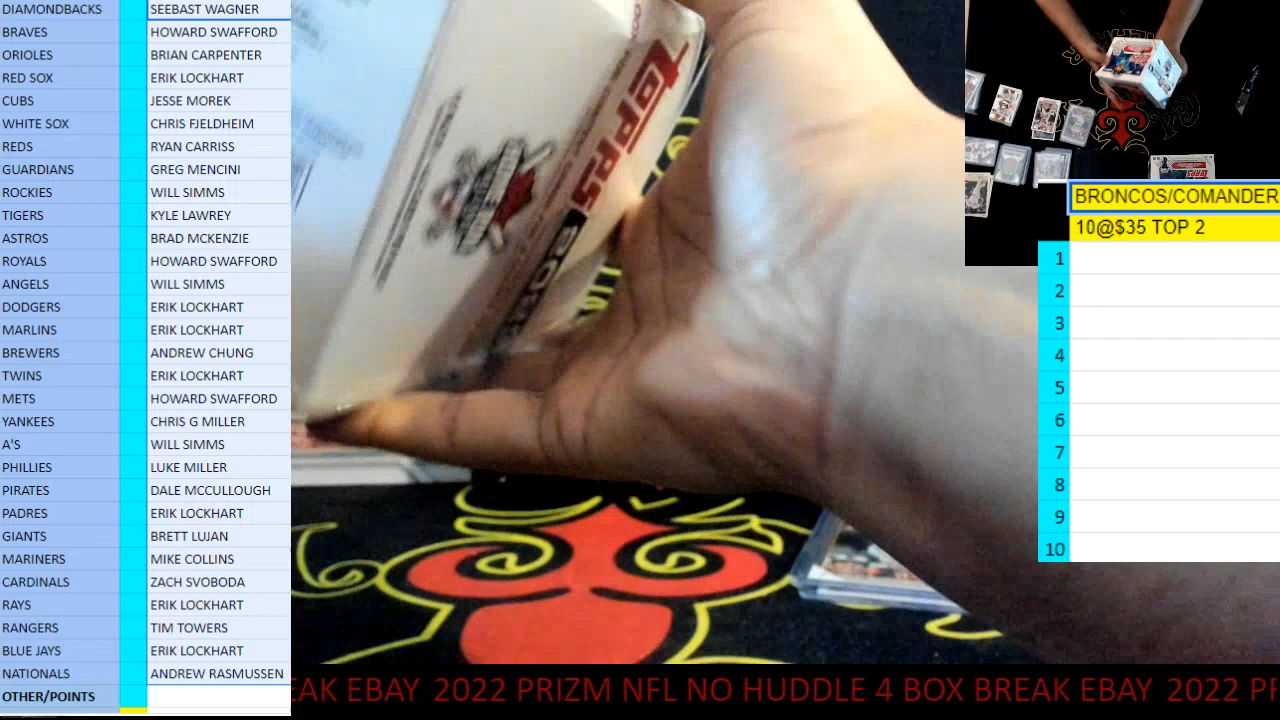 DIAMONDBACKS SEEBAST WAGNER
BRAVES HOWARD SWAFFORD
ORIOLES BRIAN CARPENTER
RED SOX ERIK LOCKHART
CUBS JESSE MOREK
WHITE SOX CHRIS FJELDHEIM
REDS RYAN CARRISS
GUARDIANS GREG MENCINI
ROCKIES WILL SIMMS
TIGERS KYLE LAWREY
ASTROS BRAD MCKENZIE
ROYALS HOWARD SWAFFORD
ANGELS WILL SIMMS
DODGERS ERIK LOCKHART
MARLINS ERIK LOCKHART
BREWERS ANDREW CHUNG
TWINS ERIK LOCKHART
METS HOWARD SWAFFORD
YANKEES CHRIS G MILLER
A'S WILL SIMMS
PHILLIES LUKE MILLER
PIRATES DALE MCCULLOUGH
PADRES ERIK LOCKHART
GIANTS BRETT LUJAN
MARINERS MIKE COLLINS
CARDINALS ZACH SVOBODA
RAYS ERIK LOCKHART
RANGERS TIM TOWERS
BLUE JAYS ERIK LOCKHART
NATIONALS ANDREW RASMUSSEN
OTHER/POINTS
TOPPS
BRONCOS/COMANDER
10@$35 TOP 2
1
2
3
4
5
6
7
8
9
10
EAK EBAY 2022 PRIZM NFL NO HUDDLE 4 BOX BREAK EBAY 2022 PR